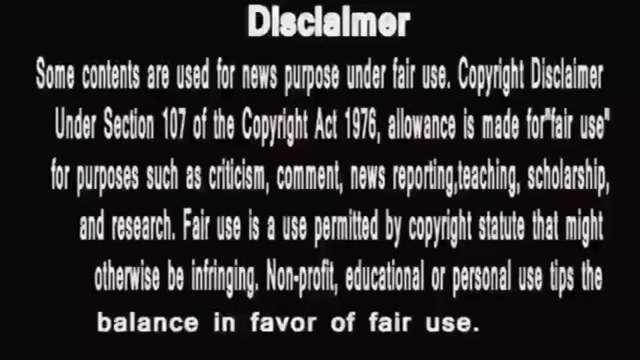 Disclaimer
Some contents are used for news purpose under fair use. Copyright Disclaimer
Under Section 107 of the Copyright Act 1976, allowance is made for"fair use"
for purposes such as criticism, comment, news reporting,teaching, scholarship,
and research. Fair use is a use permitted by copyright statute that might
otherwise be infringing. Non-profit, educational or personal use tips the
balance in favor of fair use.